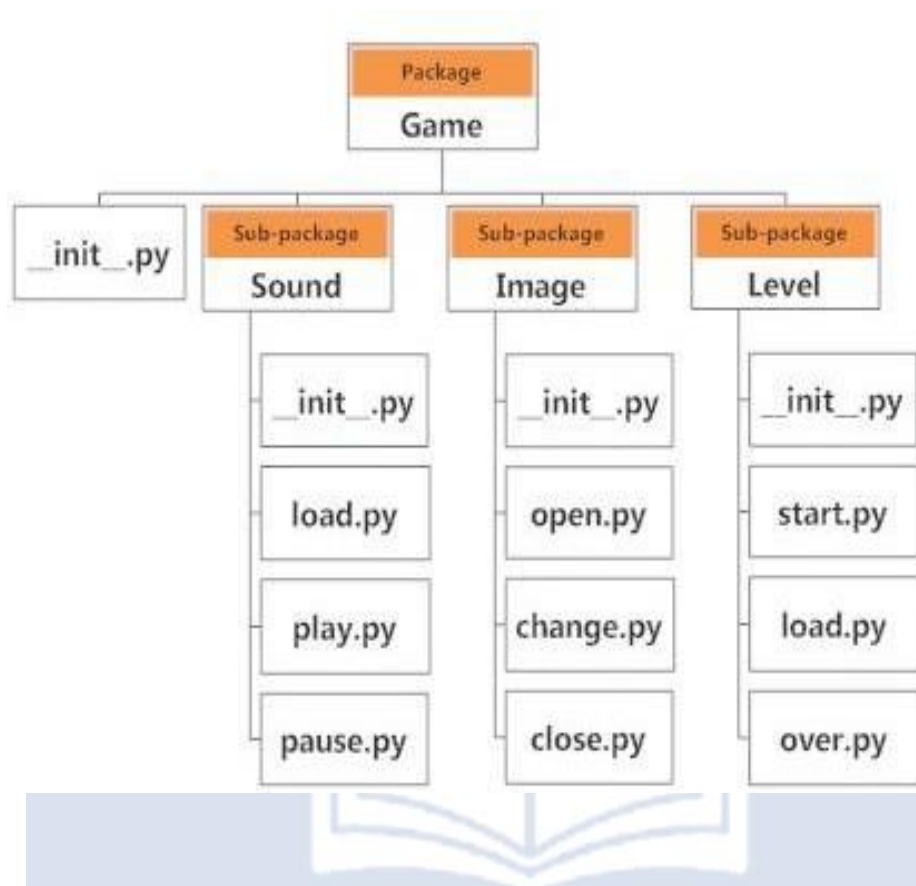 Package
Game
__init__.py
Sub-package
Sound
Sub-package
Image
Sub-package
Level
__init__.py
load.py
play.py
pause.py
__init__.py
open.py
change.py
close.py
__init__.py
start.py
load.py
over.py